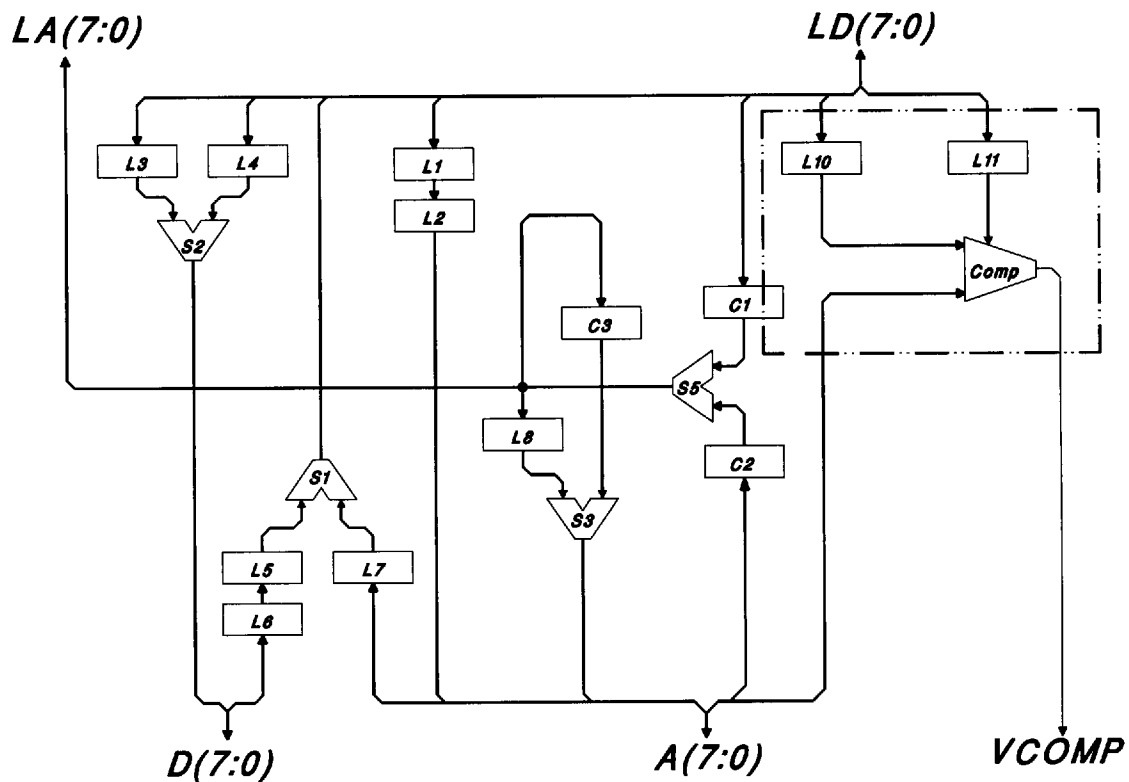 LA(7:0)
LD(7:0)
L3
L4
L1
L10
L11
L2
S2
Comp
C1
C3
S5
L8
C2
S1
S3
L5
L7
L6
D(7:0)
A(7:0)
VCOMP